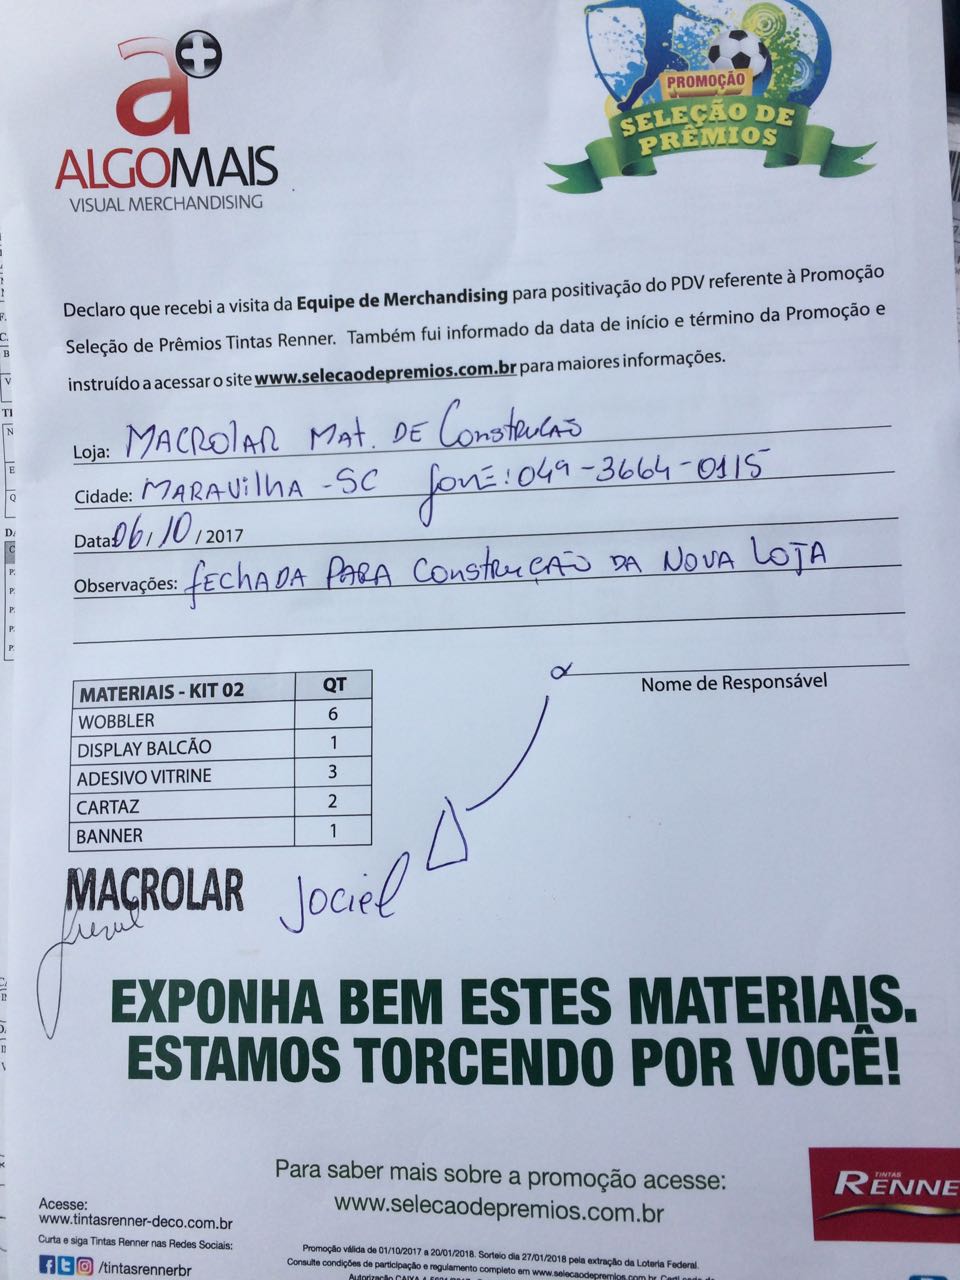 a+
ALGOMAIS
VISUAL MERCHANDISING
PROMOÇÃO
SELEÇÃO DE
PRÊMIOS
Declaro que recebi a visita da Equipe de Merchandising para positivação do PDV referente à Promoção
Seleção de Prêmios Tintas Renner. Também fui informado da data de início e término da Promoção e
instruído a acessar o site www.selecaodepremios.com.br para maiores informações.
Loja: MACROLAR MAT. DE CONSTRUCÃO
Cidade: MARAVILHA - SC fone: 049-3664-0115
Data: 06/10/2017
Observações: FECHADA PARA CONSTRUÇÃO DA NOVA LOJA
Nome de Responsável
MATERIAIS - KIT 02 QT
WOBBLER 6
DISPLAY BALCÃO 1
ADESIVO VITRINE 3
CARTAZ 2
BANNER 1
MACROLAR
Jociel
EXPONHA BEM ESTES MATERIAIS.
ESTAMOS TORCENDO POR VOCÊ!
Para saber mais sobre a promoção acesse:
www.selecaodepremios.com.br
TINTAS
RENNE
Acesse:
www.tintasrenner-deco.com.br
Curta e siga Tintas Renner nas Redes Sociais:
/tintasrennerbr
Promoção válida de 01/10/2017 a 20/01/2018. Sorteio dia 27/01/2018 pela extração da Loteria Federal.
Consulte condições de participação e regulamento completo em www.selecaodepremios.com.br.
Autorização CAIXA